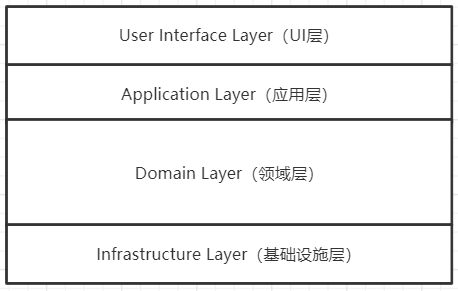 User Interface Layer（UI层）
Application Layer（应用层）
Domain Layer（领域层）
Infrastructure Layer（基础设施层）